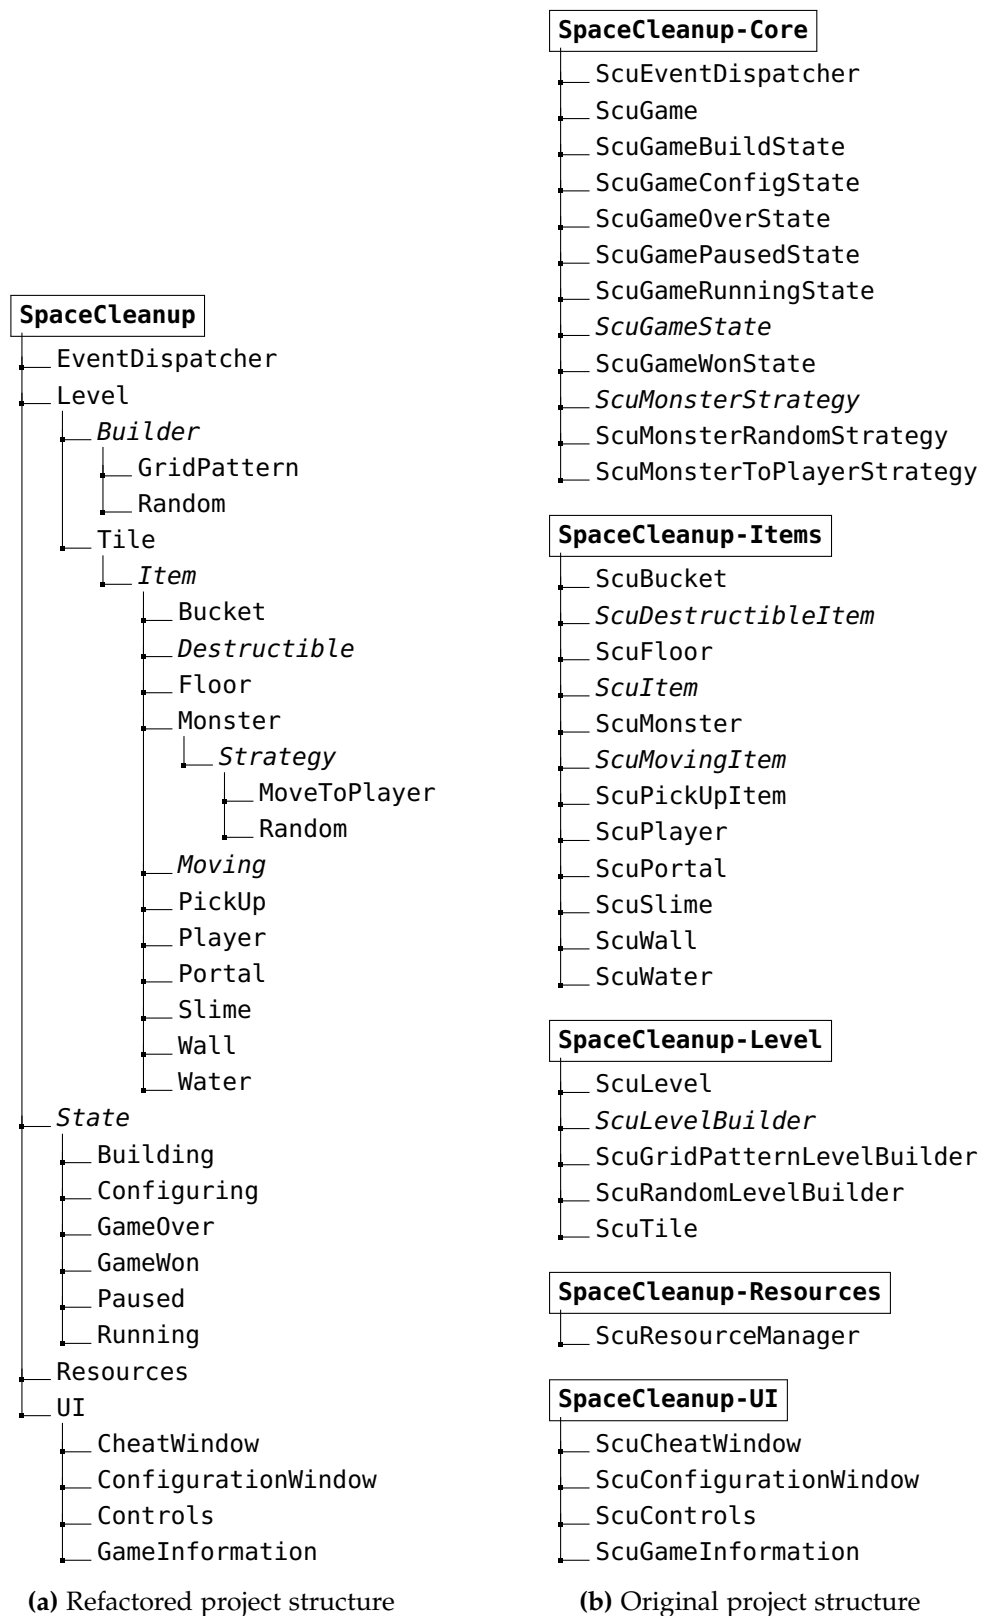 SpaceCleanup
EventDispatcher
Level
Builder
GridPattern
Random
Tile
Item
Bucket
Destructible
Floor
Monster
Strategy
MoveToPlayer
Random
Moving
PickUp
Player
Portal
Slime
Wall
Water
State
Building
Configuring
GameOver
GameWon
Paused
Running
Resources
UI
CheatWindow
ConfigurationWindow
Controls
GameInformation
(a) Refactored project structure
SpaceCleanup-Core
ScuEventDispatcher
ScuGame
ScuGameBuildState
ScuGameConfigState
ScuGameOverState
ScuGamePausedState
ScuGameRunningState
ScuGameState
ScuGameWonState
ScuMonsterStrategy
ScuMonsterRandomStrategy
ScuMonsterToPlayerStrategy
SpaceCleanup-Items
ScuBucket
ScuDestructibleItem
ScuFloor
ScuItem
ScuMonster
ScuMovingItem
ScuPickUpItem
ScuPlayer
ScuPortal
ScuSlime
ScuWall
ScuWater
SpaceCleanup-Level
ScuLevel
ScuLevelBuilder
ScuGridPatternLevelBuilder
ScuRandomLevelBuilder
ScuTile
SpaceCleanup-Resources
ScuResourceManager
SpaceCleanup-UI
ScuCheatWindow
ScuConfigurationWindow
ScuControls
ScuGameInformation
(b) Original project structure